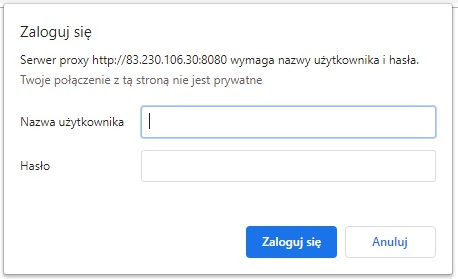 Zaloguj się
Serwer proxy http://83.230.106.30:8080 wymaga nazwy użytkownika i hasła.
Twoje połączenie z tą stroną nie jest prywatne
Nazwa użytkownika
Hasło
Zaloguj się Anuluj